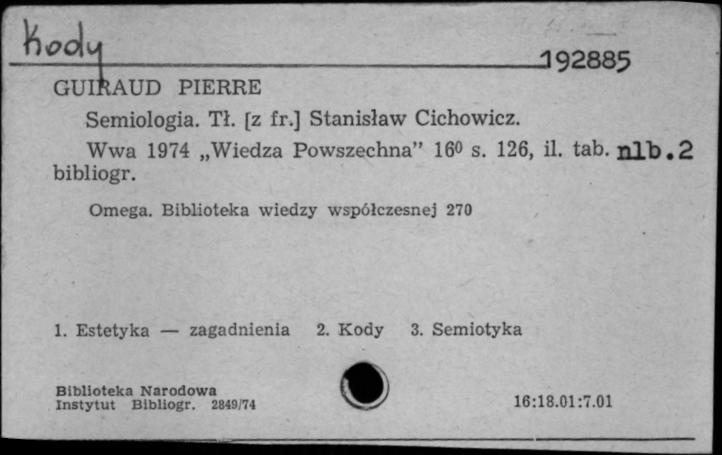 Kody
192885
GUIRAUD PIERRE
Semiologia. Tł. [z fr.] Stanisław Cichowicz.
Wwa 1974 „Wiedza Powszechna” 16⁰ s. 126, il. tab. nlb.2
bibliogr.
Omega. Biblioteka wiedzy współczesnej 270
1. Estetyka — zagadnienia 2. Kody 3. Semiotyka
Biblioteka Narodowa
Instytut Bibliogr. 2849/74
16:18.01:7.01